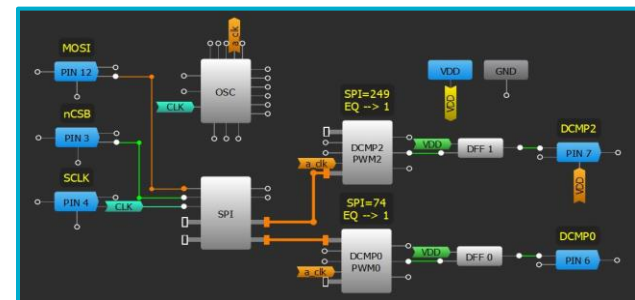 MOSI
PIN 12
nCSB
PIN 3
SCLK
PIN 4
CLK
a_clk
OSC
CLK
SPI
SPI=249
EQ --> 1
DCMP2
PWM2
a_clk
VDD
DFF 1
VDD
VDD
GND
DCMP2
PIN 7
VDD
SPI=74
EQ --> 1
DCMP0
PWM0
a_clk
VDD
DFF 0
DCMP0
PIN 6